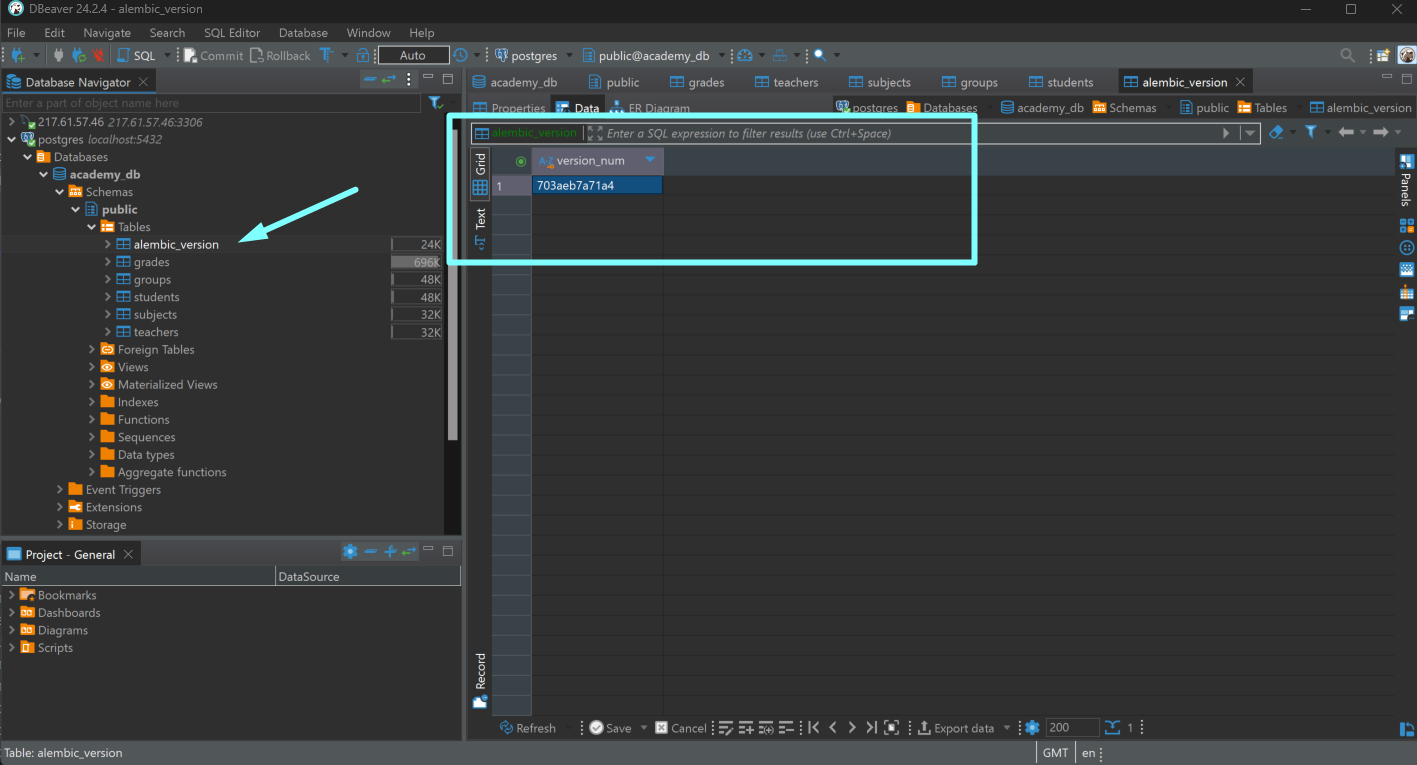 DBeaver 24.2.4 - alembic_version
File Edit Navigate Search SQL Editor Database Window Help
SQL Commit Rollback Auto postgres public@academy_db
Database Navigator
Enter a part of object name here
217.61.57.46 217.61.57.46:3306
postgres localhost:5432
Databases
academy_db
Schemas
public
Tables
alembic_version 24K
grades 696K
groups 48K
students 48K
subjects 32K
teachers 32K
Foreign Tables
Views
Materialized Views
Indexes
Functions
Sequences
Data types
Aggregate functions
Event Triggers
Extensions
Storage
Project - General
Name DataSource
Bookmarks
Dashboards
Diagrams
Scripts
academy_db public grades teachers subjects groups students alembic_version
Properties Data ER Diagram postgres Databases academy_db Schemas public Tables alembic_version
alembic_version Enter a SQL expression to filter results (use Ctrl+Space)
Grid
Text
Record
A-Z version_num
1 703aeb7a71a4
Panels
Refresh Save Cancel Export data 200 1
Table: alembic_version GMT en